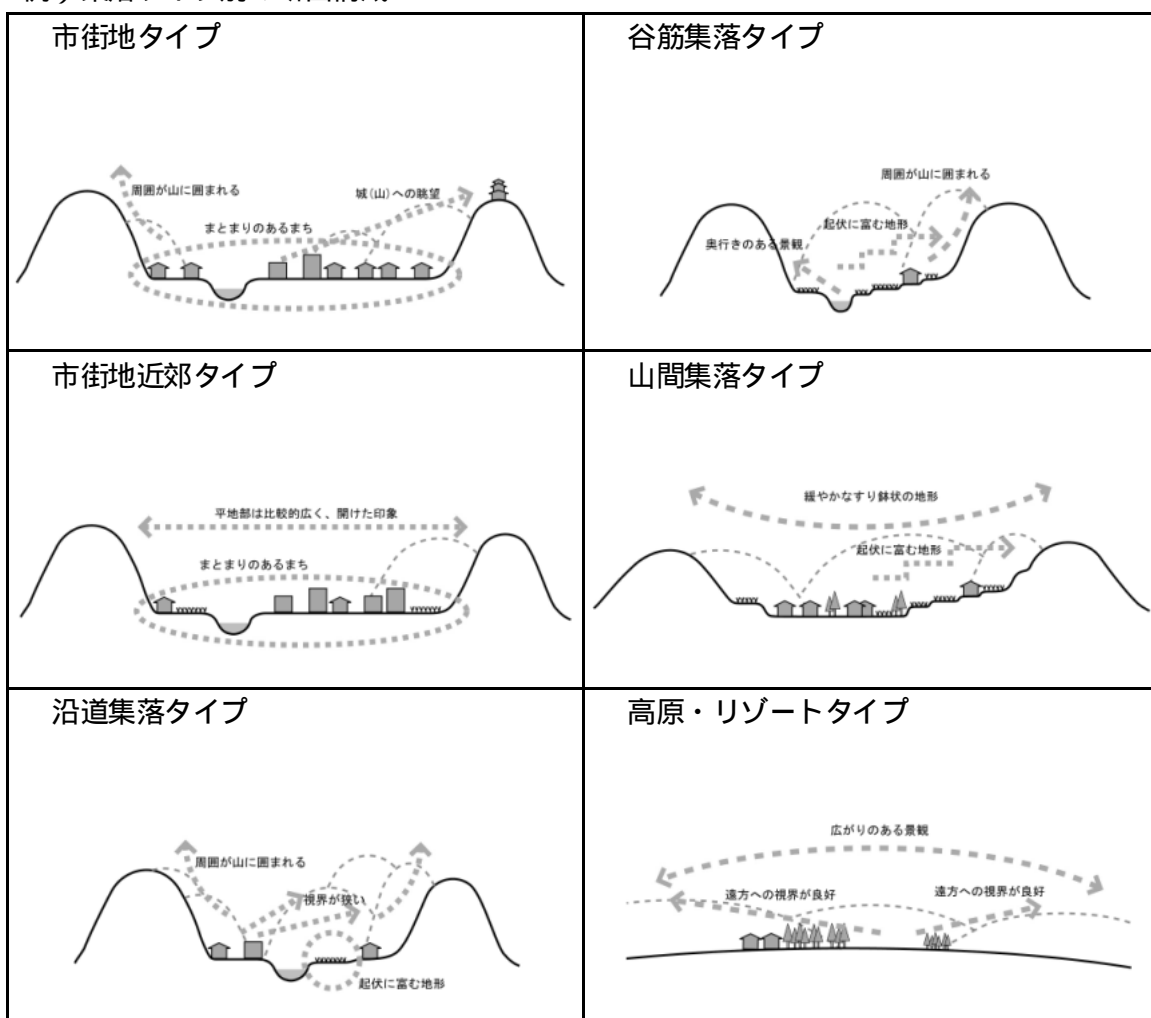 市街地タイプ
周囲が山に囲まれる
城(山)への眺望
まとまりのあるまち
谷筋集落タイプ
周囲が山に囲まれる
起伏に富む地形
奥行きのある景観
市街地近郊タイプ
平地部は比較的広く、開けた印象
まとまりのあるまち
山間集落タイプ
緩やかなすり鉢状の地形
起伏に富む地形
沿道集落タイプ
周囲が山に囲まれる
視界が狭い
起伏に富む地形
高原・リゾートタイプ
広がりのある景観
遠方への視界が良好
遠方への視界が良好